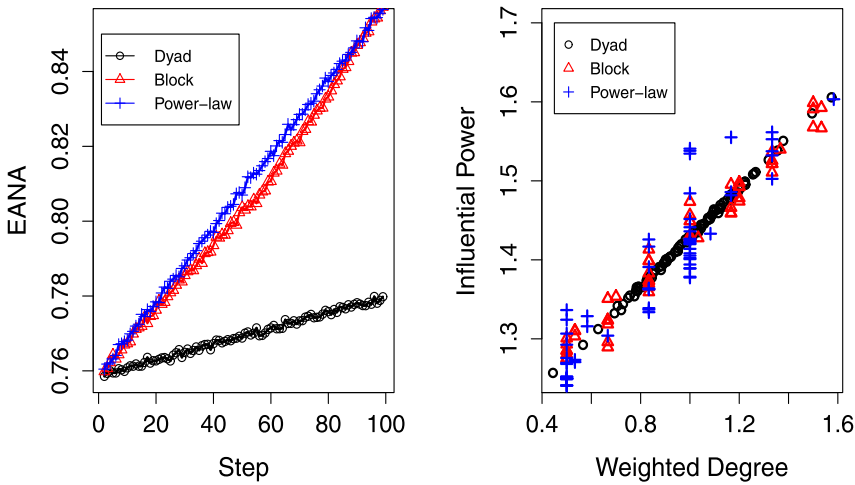 EANA
0.84
0.82
0.80
0.78
0.76
Dyad
Block
Power−law
0 20 40 60 80 100
Step
Influential Power
1.7
1.6
1.5
1.4
1.3
Dyad
Block
Power−law
0.4 0.8 1.2 1.6
Weighted Degree